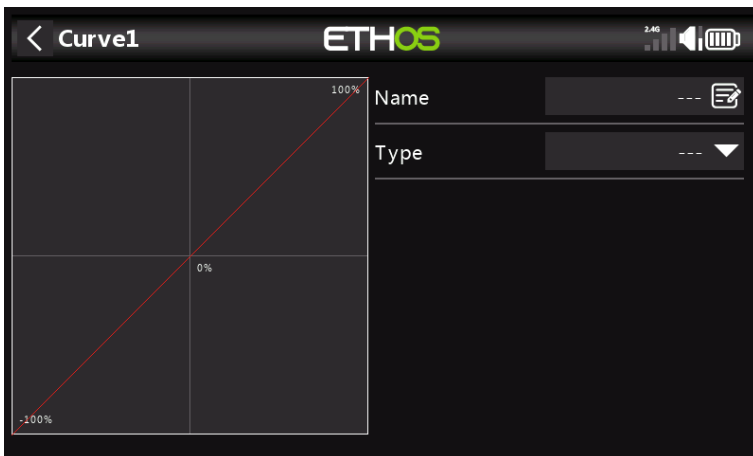 Curve1
ETHOS
2.4G
100%
0%
-100%
Name
---
Type
---